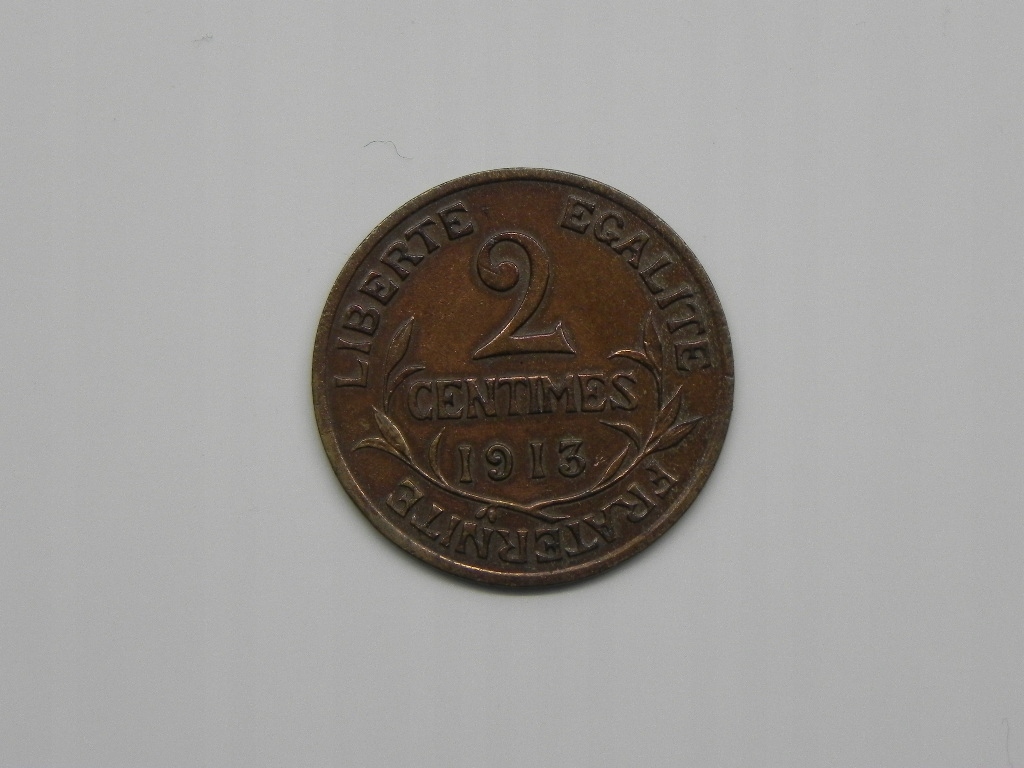 LIBERTE EGALITE FRATERNITE
2
CENTIMES
1913